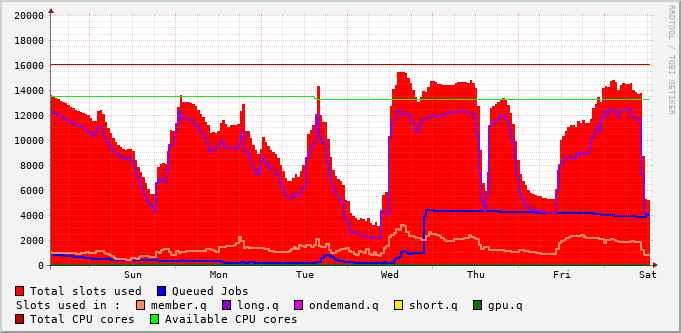 20000
18000
16000
14000
12000
10000
8000
6000
4000
2000
0
Sun Mon Tue Wed Thu Fri Sat
RRDTOOL / TOBI OETIKER
Total slots used Queued Jobs
Slots used in : member.q long.q ondemand.q short.q gpu.q
Total CPU cores Available CPU cores